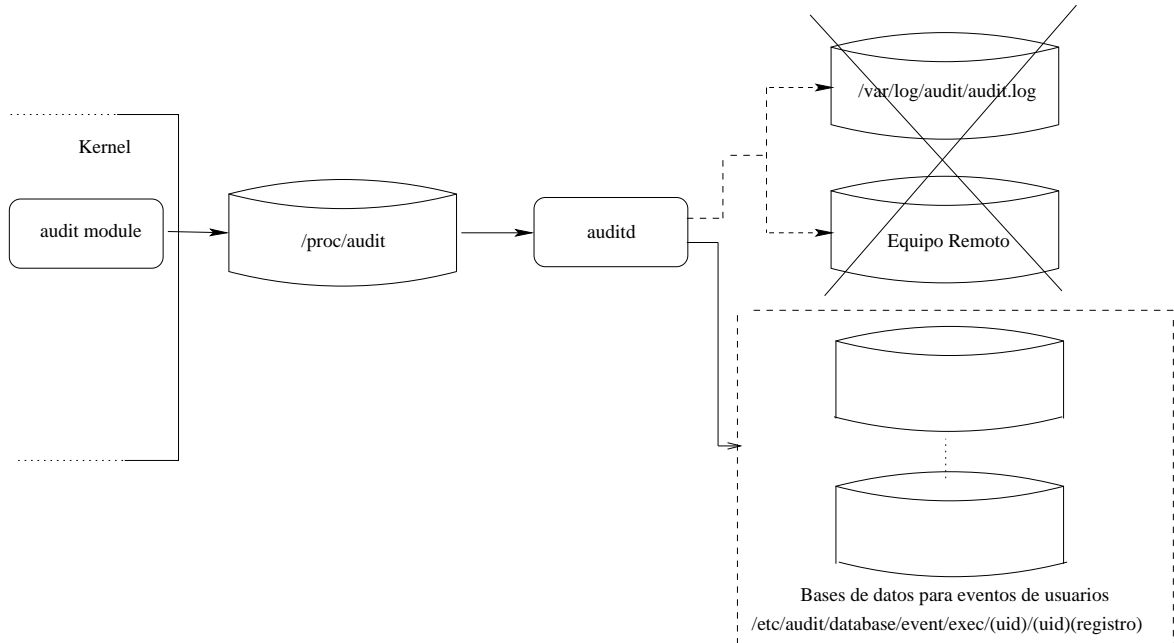 /var/log/audit/audit.log
Kernel
audit module
/proc/audit
auditd
Equipo Remoto
Bases de datos para eventos de usuarios
/etc/audit/database/event/exec/(uid)/(uid)(registro)